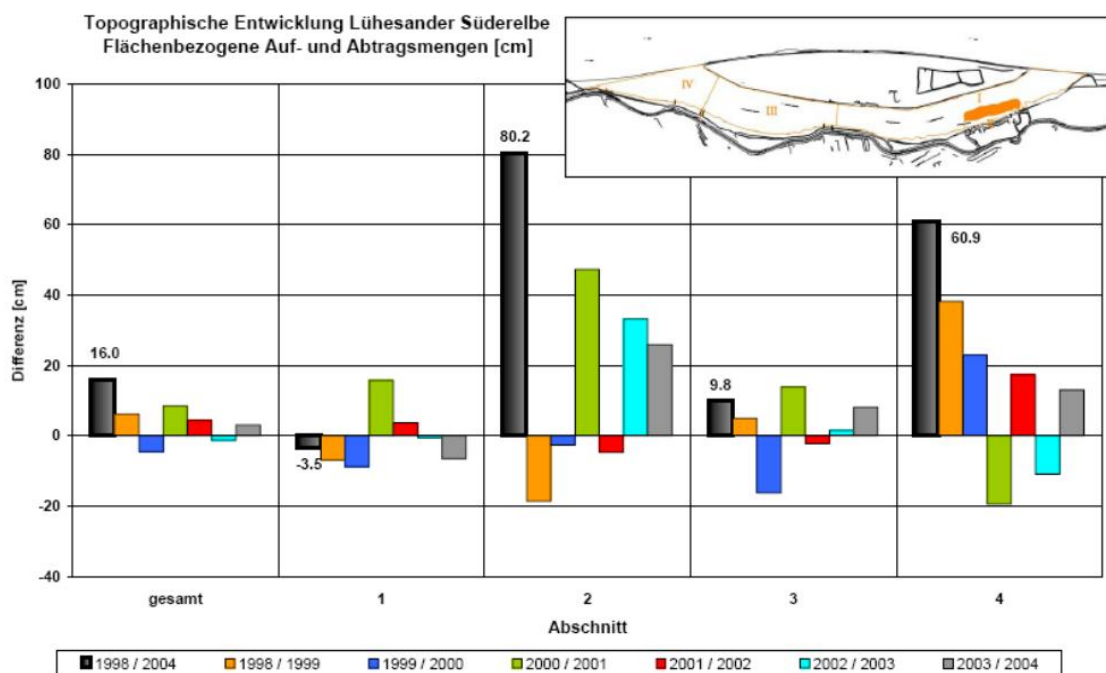 Topographische Entwicklung Lühesander Süderelbe
Flächenbezogene Auf- und Abtragsmengen [cm]
IV
III
I
100
80
60
40
20
0
-20
-40
Differenz [cm]
16.0
-3.5
80.2
9.8
60.9
gesamt
1
2
3
4
Abschnitt
1998 / 2004
1998 / 1999
1999 / 2000
2000 / 2001
2001 / 2002
2002 / 2003
2003 / 2004